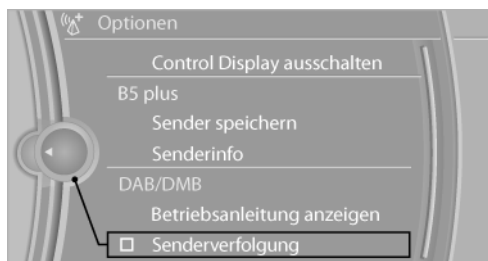 Optionen
Control Display ausschalten
B5 plus
Sender speichern
Senderinfo
DAB/DMB
Betriebsanleitung anzeigen
Senderverfolgung